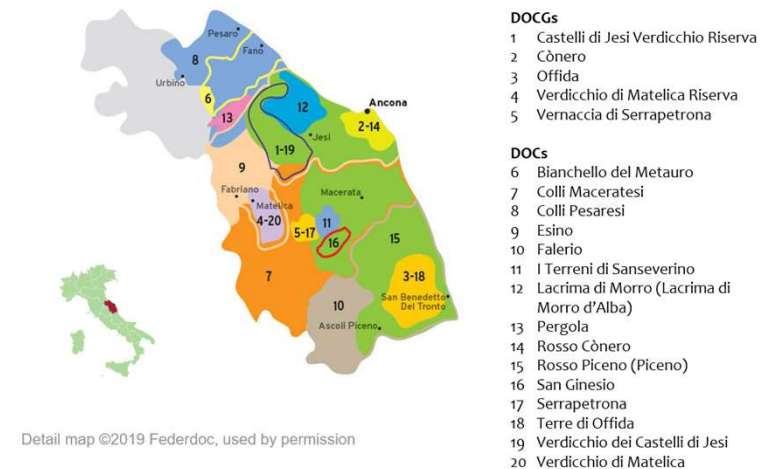 Pesaro
Fano
8
Urbino
6
13
12
Ancona
2-14
Jesi
1-19
9
Fabriano
Matelica
4-20
Macerata
11
5-17
16
15
7
3-18
San Benedetto
Del Tronto
10
Ascoli Piceno
Detail map ©2019 Federdoc, used by permission
DOCGs
1 Castelli di Jesi Verdicchio Riserva
2 Cònero
3 Offida
4 Verdicchio di Matelica Riserva
5 Vernaccia di Serrapetrona
DOCs
6 Bianchello del Metauro
7 Colli Maceratesi
8 Colli Pesaresi
9 Esino
10 Falerio
11 I Terreni di Sanseverino
12 Lacrima di Morro (Lacrima di
Morro d'Alba)
13 Pergola
14 Rosso Cònero
15 Rosso Piceno (Piceno)
16 San Ginesio
17 Serrapetrona
18 Terre di Offida
19 Verdicchio dei Castelli di Jesi
20 Verdicchio di Matelica